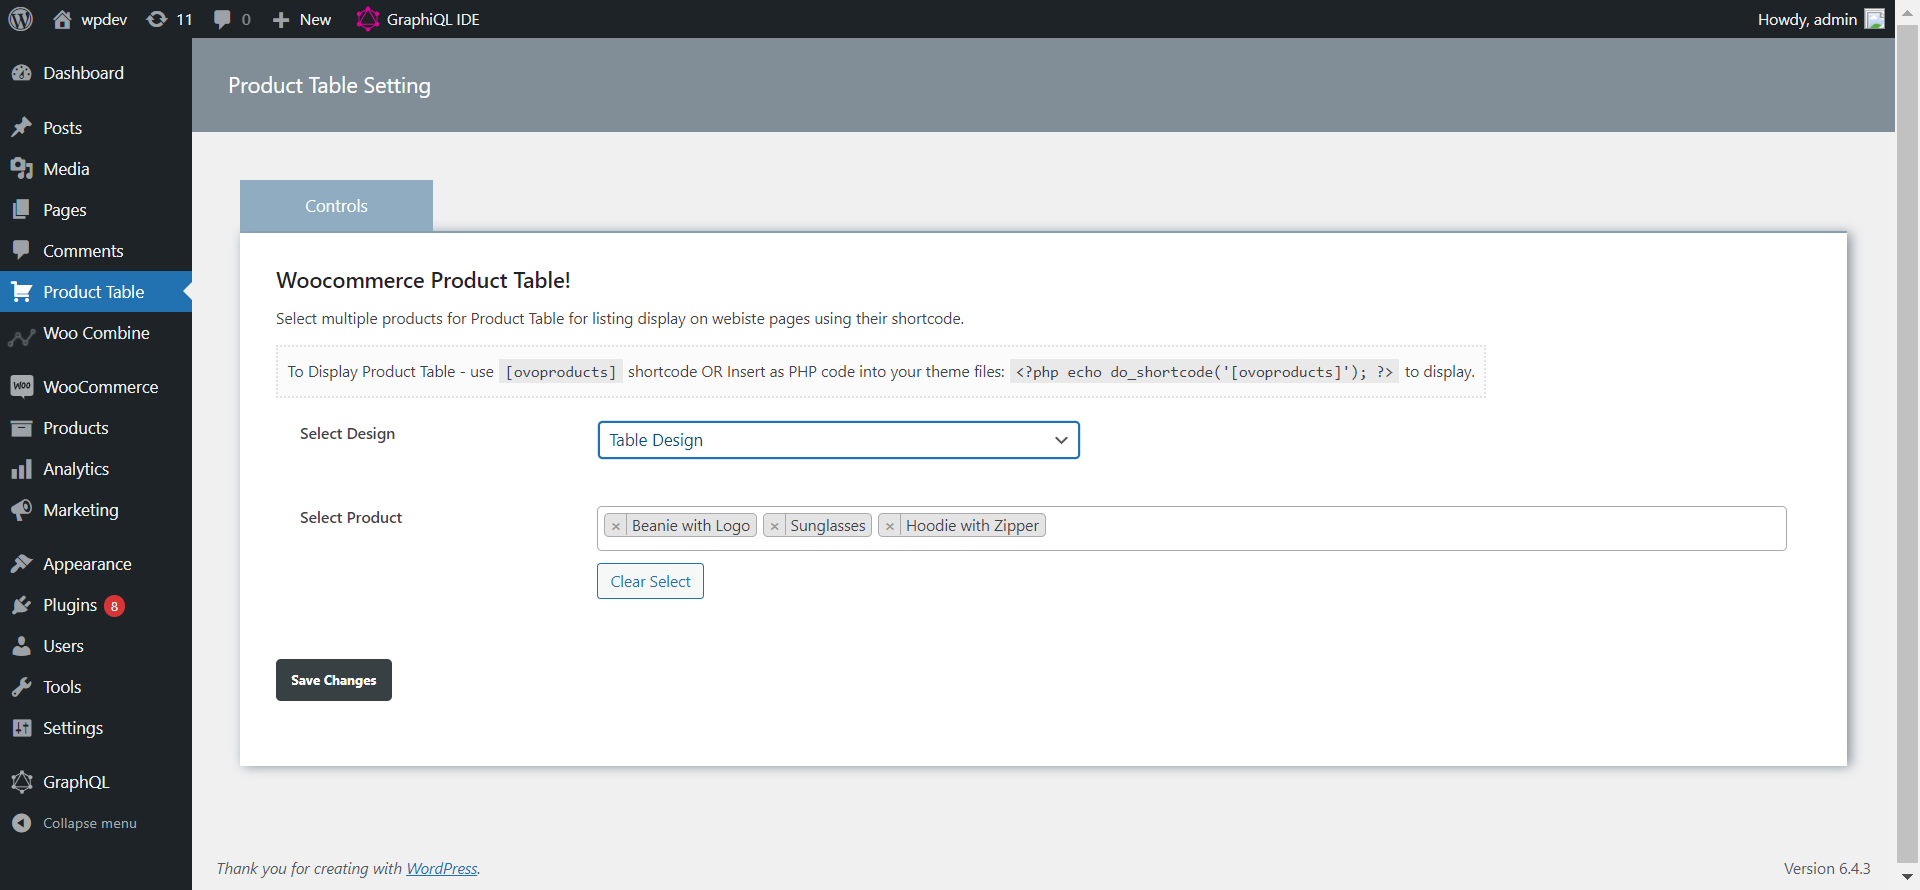 wpdev 11 0 New GraphiQL IDE Howdy, admin
Dashboard
Posts
Media
Pages
Comments
Product Table
Woo Combine
Woo WooCommerce
Products
Analytics
Marketing
Appearance
Plugins 8
Users
Tools
Settings
GraphQL
Collapse menu
Product Table Setting
Controls
Woocommerce Product Table!
Select multiple products for Product Table for listing display on webiste pages using their shortcode.
To Display Product Table - use [ovoproducts] shortcode OR Insert as PHP code into your theme files: <?php echo do_shortcode('[ovoproducts]'); ?> to display.
Select Design Table Design
Select Product × Beanie with Logo × Sunglasses × Hoodie with Zipper
Clear Select
Save Changes
Thank you for creating with WordPress. Version 6.4.3